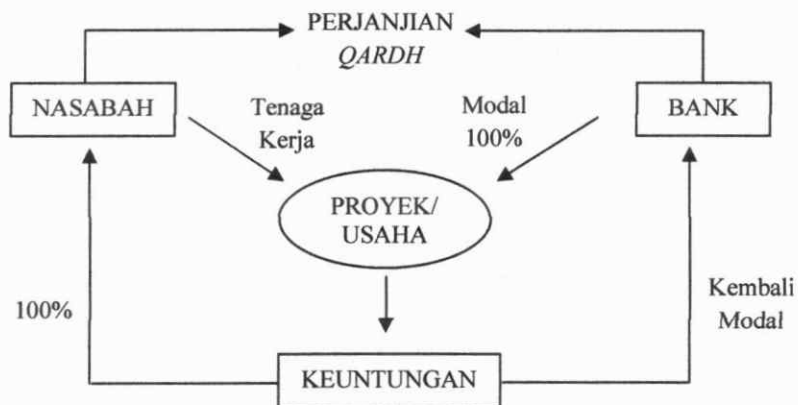 PERJANJIAN
QARDH
NASABAH
Tenaga
Kerja
Modal
100%
BANK
PROYEK/
USAHA
100%
Kembali
Modal
KEUNTUNGAN